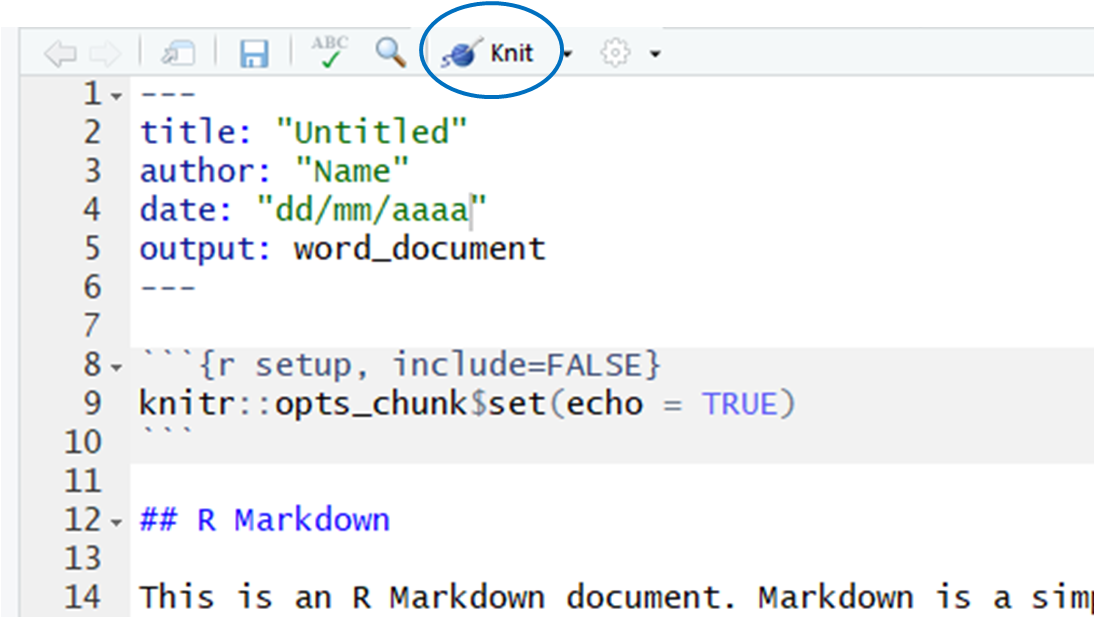 ABC Knit
1 ---
2 title: "Untitled"
3 author: "Name"
4 date: "dd/mm/aaaa"
5 output: word_document
6 ---
7
8 ```{r setup, include=FALSE}
9 knitr::opts_chunk$set(echo = TRUE)
10 ```
11
12 ## R Markdown
13
14 This is an R Markdown document. Markdown is a